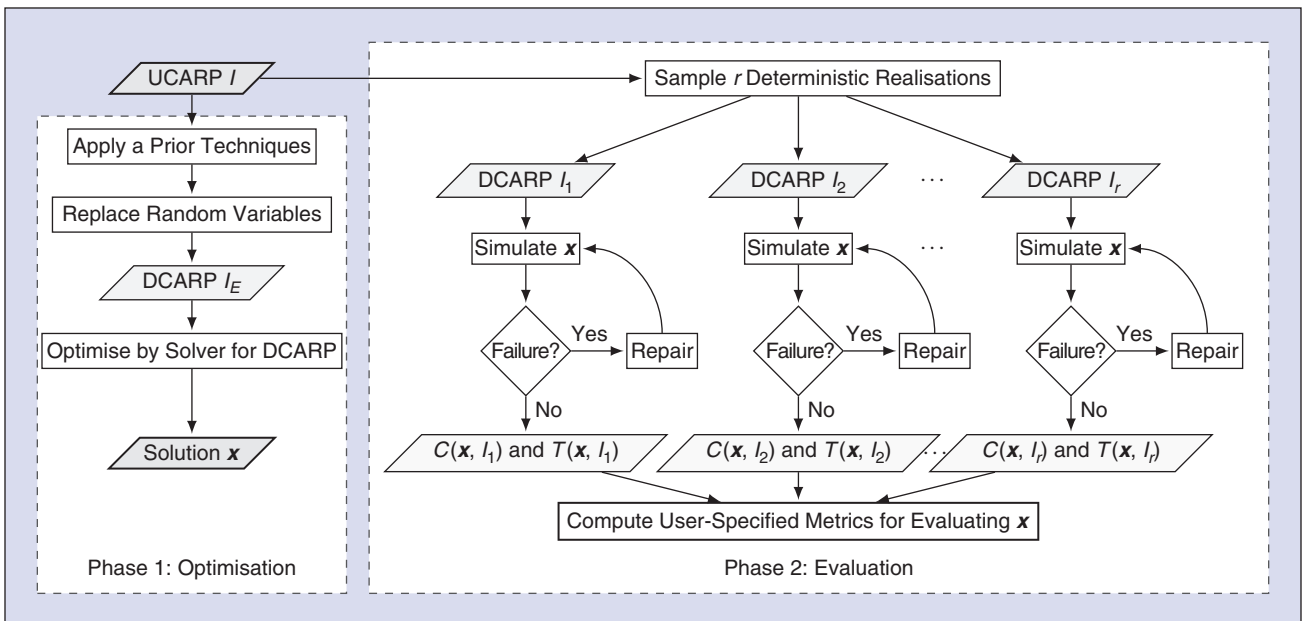 UCARP I
Apply a Prior Techniques
Replace Random Variables
DCARP I_E
Optimise by Solver for DCARP
Solution x
Phase 1: Optimisation
Sample r Deterministic Realisations
DCARP I_1
DCARP I_2
...
DCARP I_r
Simulate x
Simulate x
...
Simulate x
Failure?
Yes
Repair
Failure?
Yes
Repair
Failure?
Yes
Repair
No
No
No
C(x, I_1) and T(x, I_1)
C(x, I_2) and T(x, I_2)
...
C(x, I_r) and T(x, I_r)
Compute User-Specified Metrics for Evaluating x
Phase 2: Evaluation